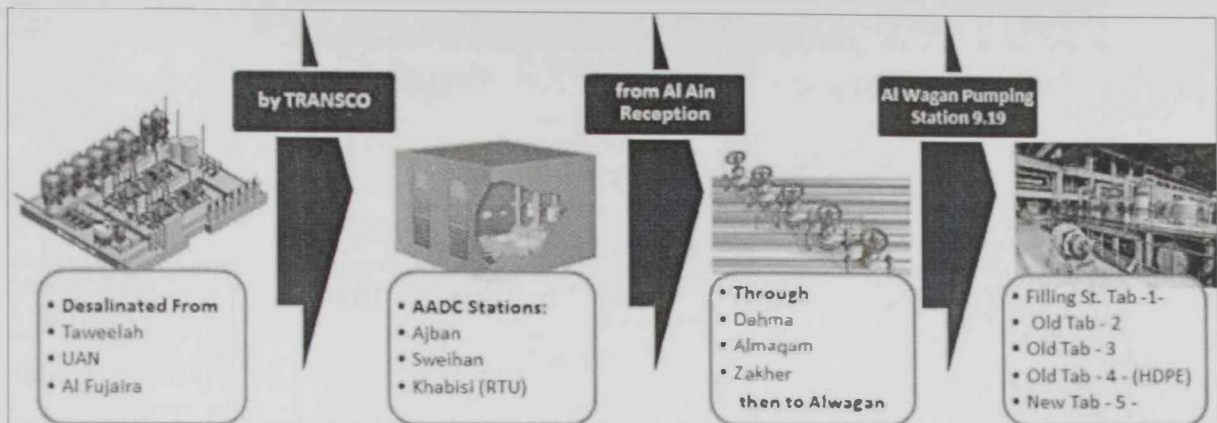 by TRANSCO
from Al Ain
Reception
Al Wagan Pumping
Station 9.19
• Desalinated From
• Taweelah
• UAN
• Al Fujaira
• AADC Stations:
• Ajban
• Sweihan
• Khabisi (RTU)
• Through
• Dahma
• Almaqam
• Zakher
then to Alwagan
• Filling St. Tab -1-
• Old Tab - 2
• Old Tab - 3
• Old Tab - 4 - (HDPE)
• New Tab - 5 -